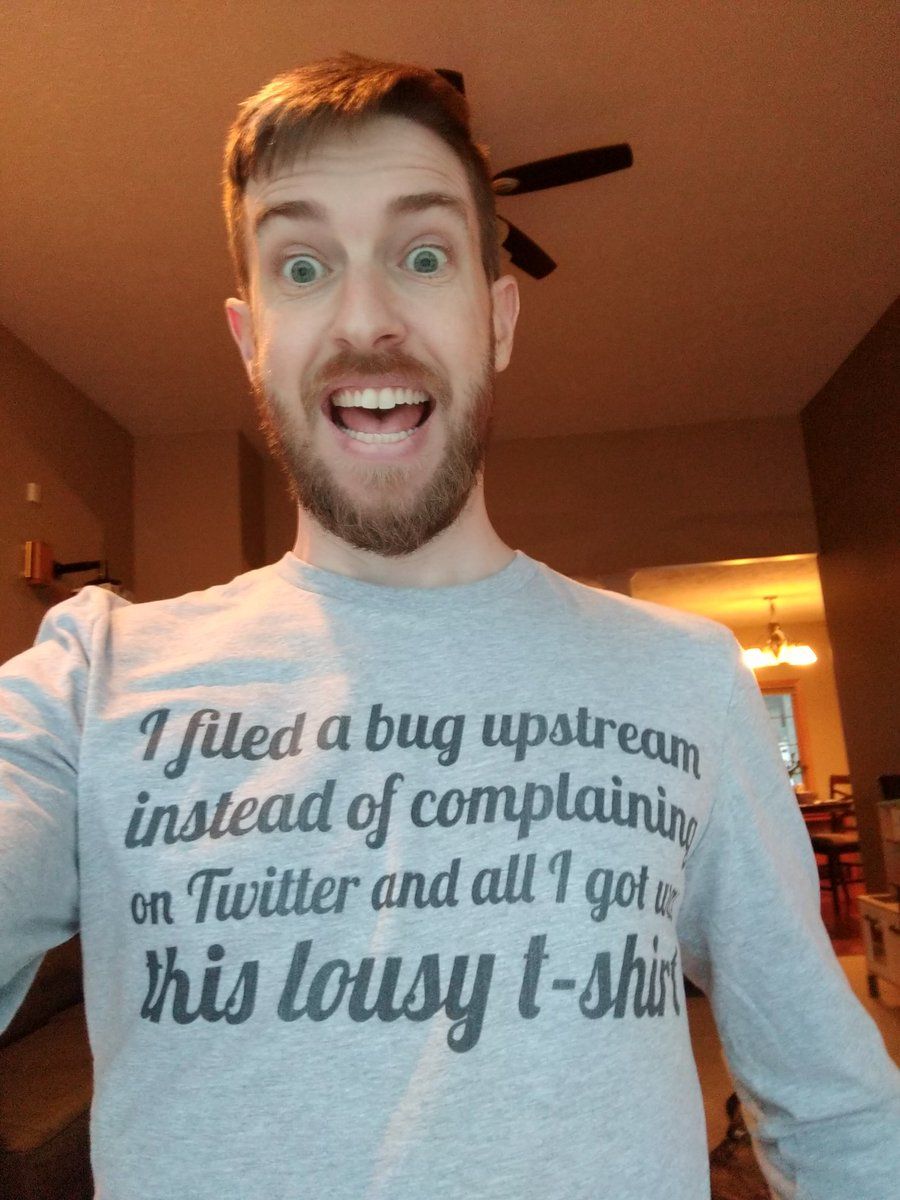 I filed a bug upstream
instead of complaining
on Twitter and all I got
this lousy t-shirt